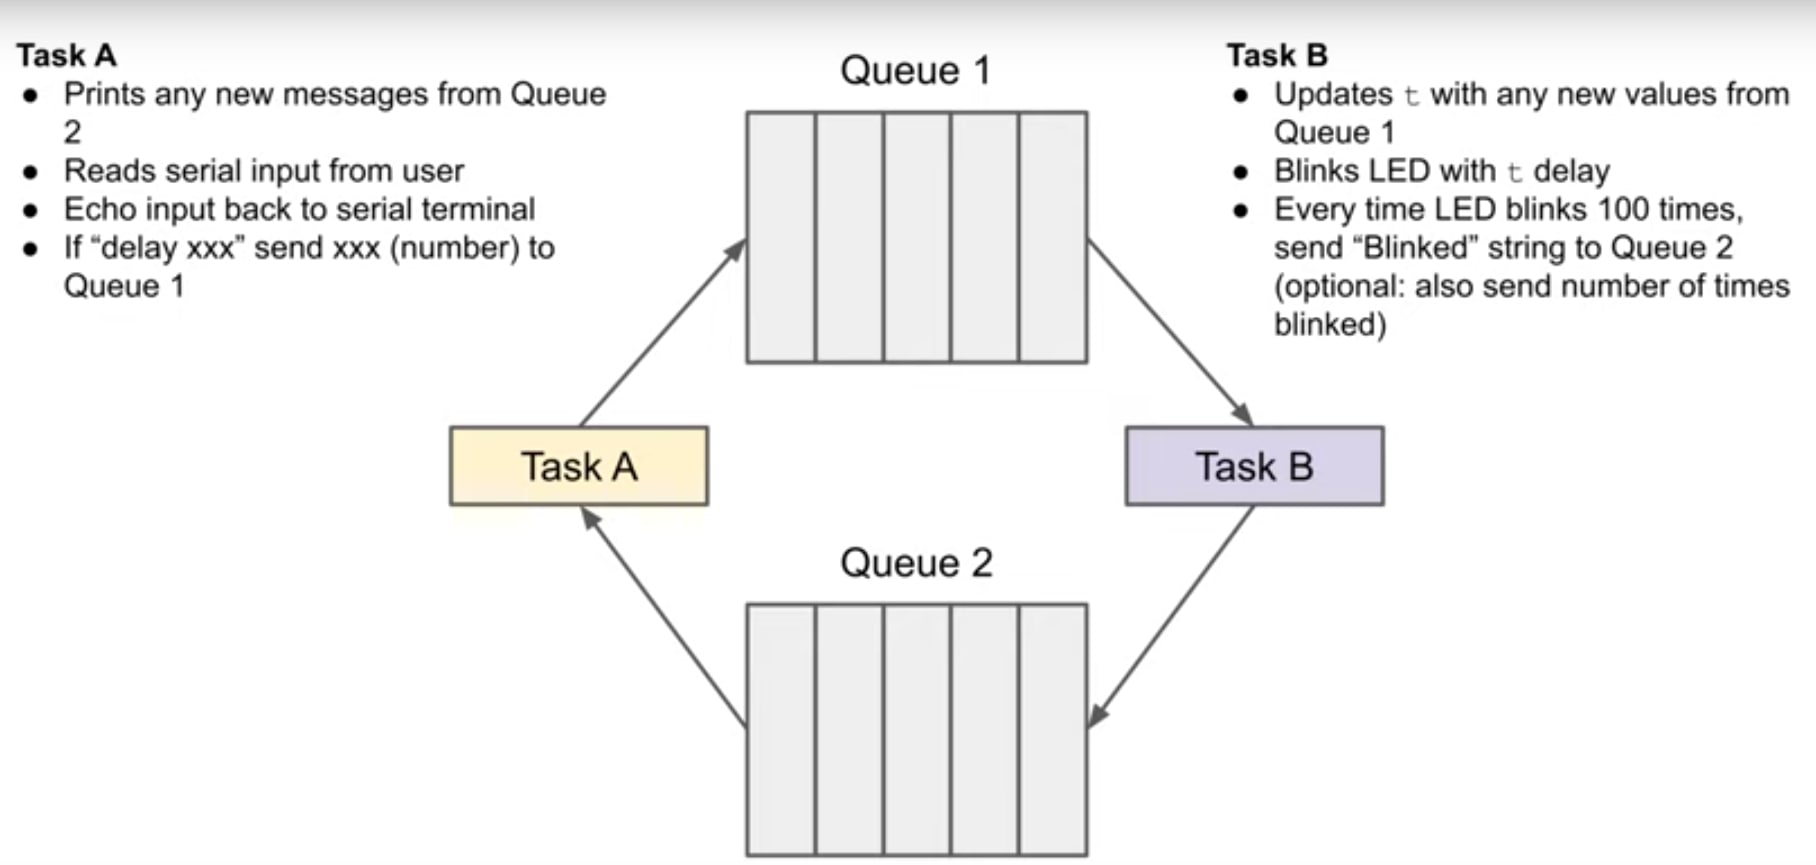 Task A
● Prints any new messages from Queue
2
● Reads serial input from user
● Echo input back to serial terminal
● If “delay xxx” send xxx (number) to
Queue 1
Queue 1
Task B
● Updates t with any new values from
Queue 1
● Blinks LED with t delay
● Every time LED blinks 100 times,
send “Blinked” string to Queue 2
(optional: also send number of times
blinked)
Task A
Task B
Queue 2